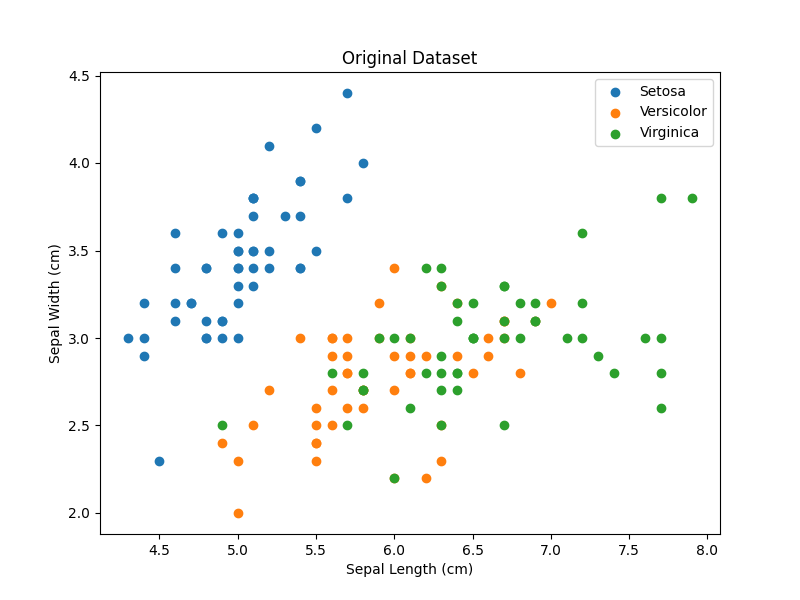 Original Dataset
Setosa
Versicolor
Virginica
Sepal Width (cm)
4.5
4.0
3.5
3.0
2.5
2.0
4.5 5.0 5.5 6.0 6.5 7.0 7.5 8.0
Sepal Length (cm)